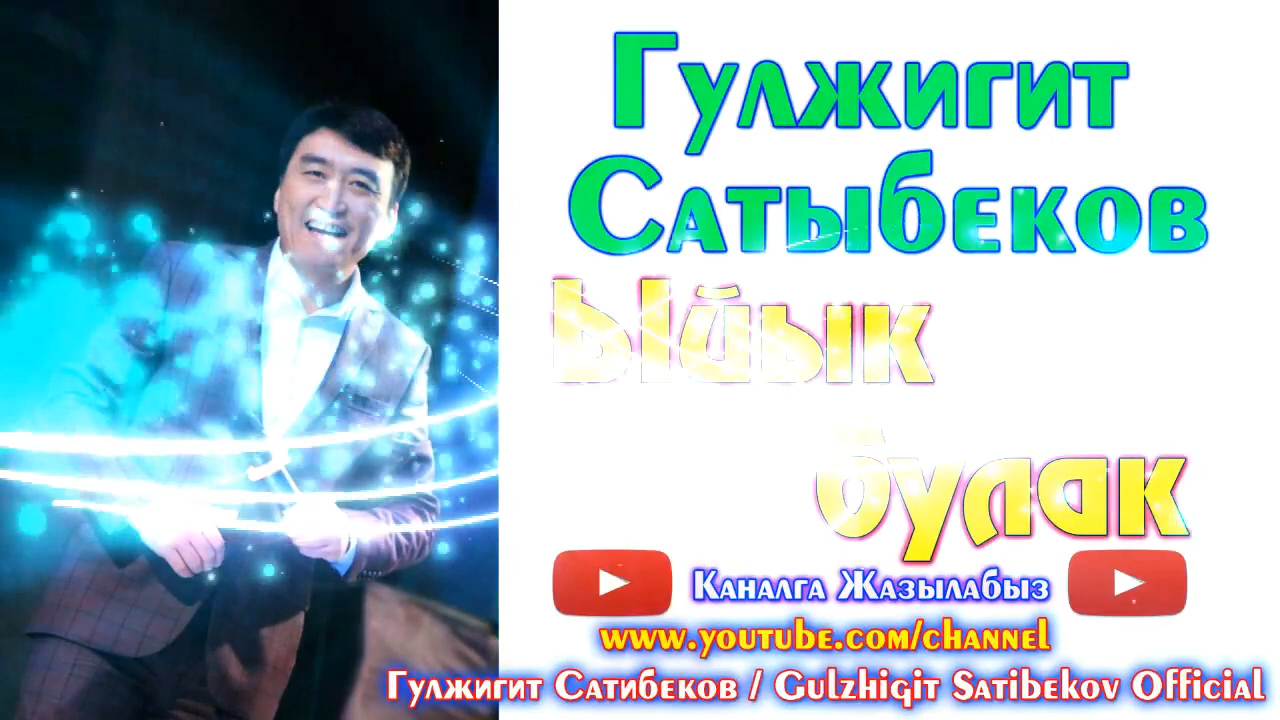 Гулжигит
Сатыбеков
Ыйык
булак
Каналга Жазылабыз
www.youtube.com/channel
Гулжигит Сатибеков / Gulzhigit Satibekov Official